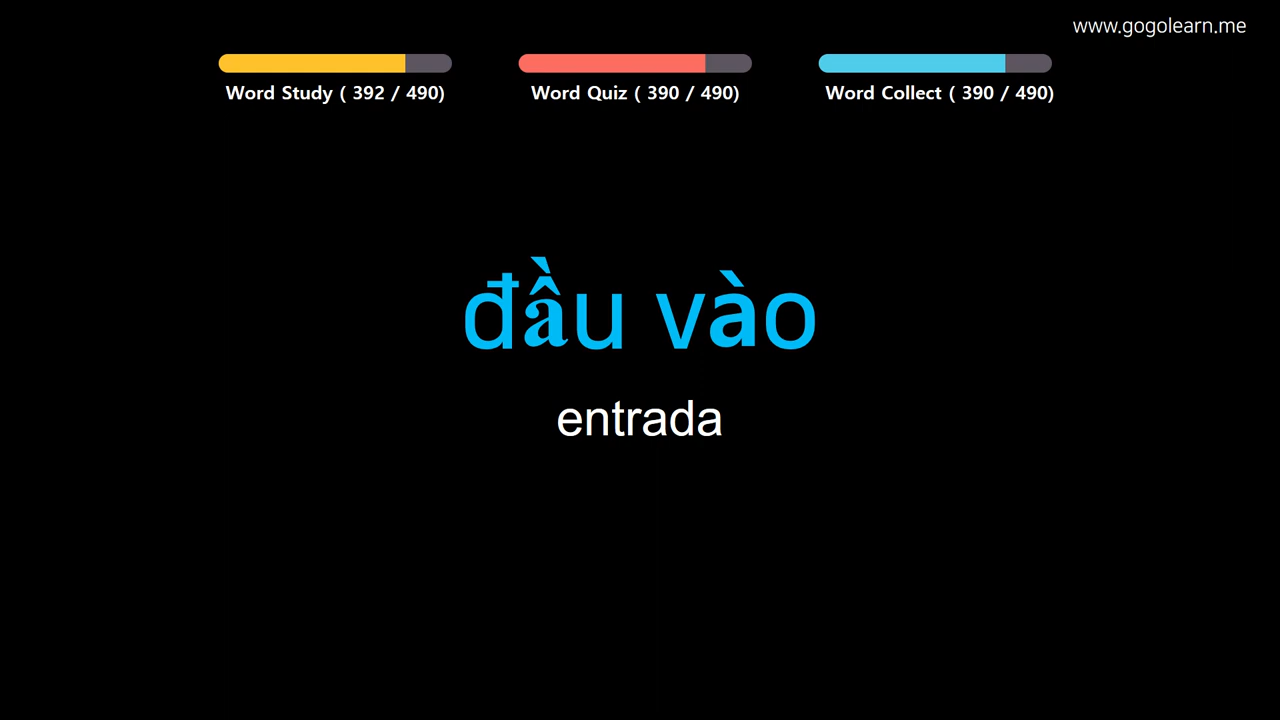 www.gogolearn.me
Word Study ( 392 / 490)
Word Quiz ( 390 / 490)
Word Collect ( 390 / 490)
đầu vào
entrada